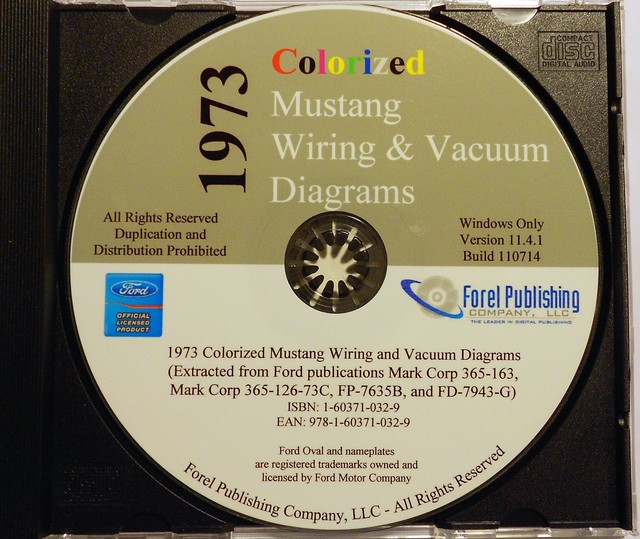 COMPACT
disc
DIGITAL AUDIO
1973
Colorized
Mustang
Wiring & Vacuum
Diagrams
All Rights Reserved
Duplication and
Distribution Prohibited
Windows Only
Version 11.4.1
Build 110714
Ford
OFFICIAL
LICENSED
PRODUCT
Forel Publishing
COMPANY, LLC
THE LEADER IN DIGITAL PUBLISHING
1973 Colorized Mustang Wiring and Vacuum Diagrams
(Extracted from Ford publications Mark Corp 365-163,
Mark Corp 365-126-73C, FP-7635B, and FD-7943-G)
ISBN: 1-60371-032-9
EAN: 978-1-60371-032-9
Ford Oval and nameplates
are registered trademarks owned and
licensed by Ford Motor Company
Forel Publishing Company, LLC - All Rights Reserved